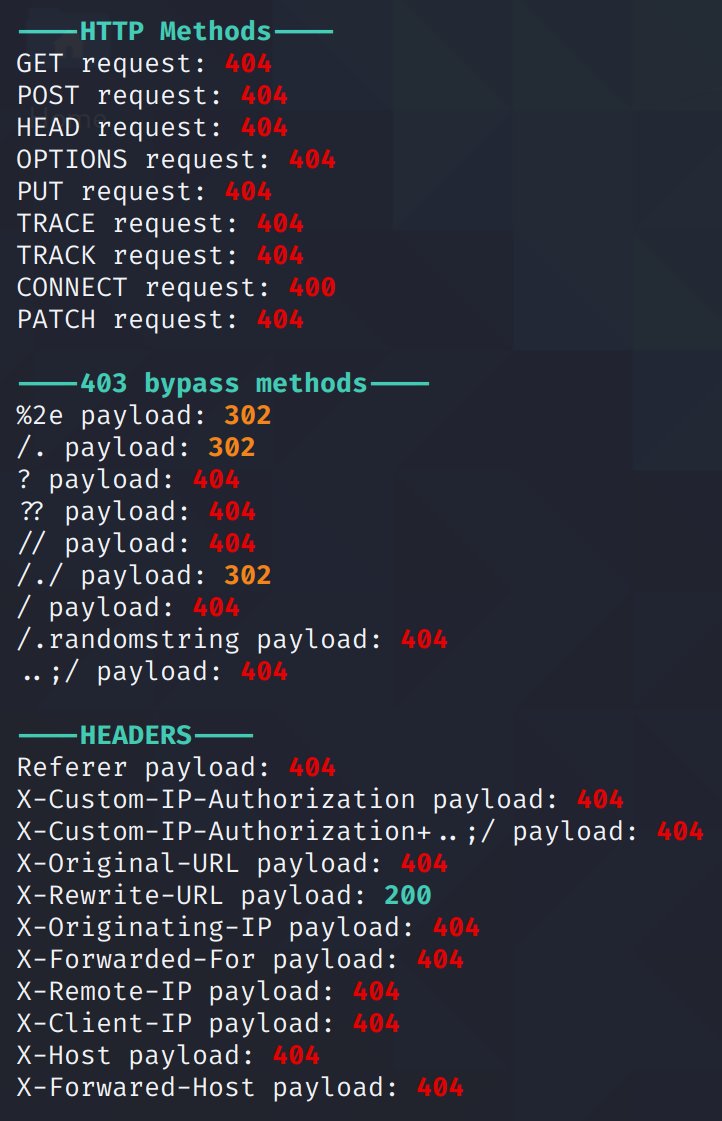 ────HTTP Methods────
GET request: 404
POST request: 404
HEAD request: 404
OPTIONS request: 404
PUT request: 404
TRACE request: 404
TRACK request: 404
CONNECT request: 400
PATCH request: 404
────403 bypass methods────
%2e payload: 302
/. payload: 302
? payload: 404
?? payload: 404
// payload: 404
/./ payload: 302
/ payload: 404
/.randomstring payload: 404
..;/ payload: 404
────HEADERS────
Referer payload: 404
X-Custom-IP-Authorization payload: 404
X-Custom-IP-Authorization+..;/ payload: 404
X-Original-URL payload: 404
X-Rewrite-URL payload: 200
X-Originating-IP payload: 404
X-Forwarded-For payload: 404
X-Remote-IP payload: 404
X-Client-IP payload: 404
X-Host payload: 404
X-Forwared-Host payload: 404